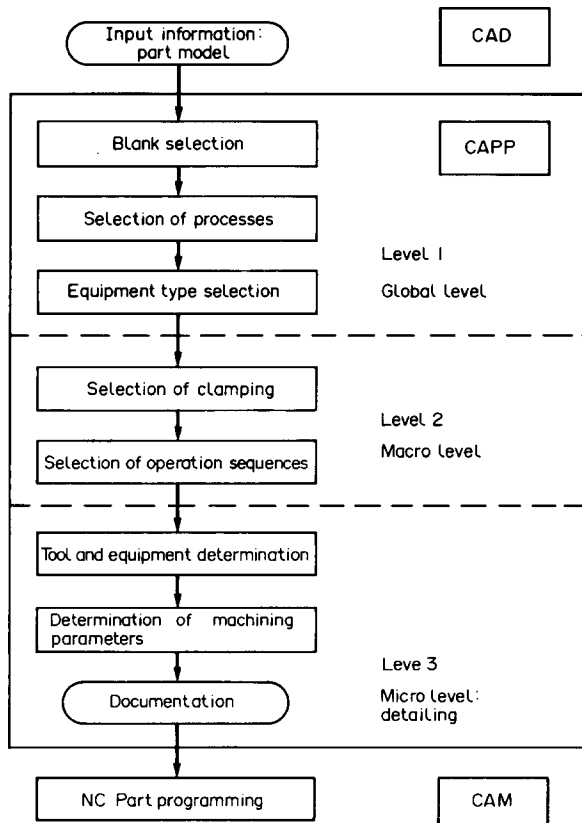 Input information:
part model
CAD
Blank selection
CAPP
Selection of processes
Level 1
Equipment type selection
Global level
Selection of clamping
Level 2
Selection of operation sequences
Macro level
Tool and equipment determination
Determination of machining
parameters
Leve 3
Documentation
Micro level:
detailing
NC Part programming
CAM